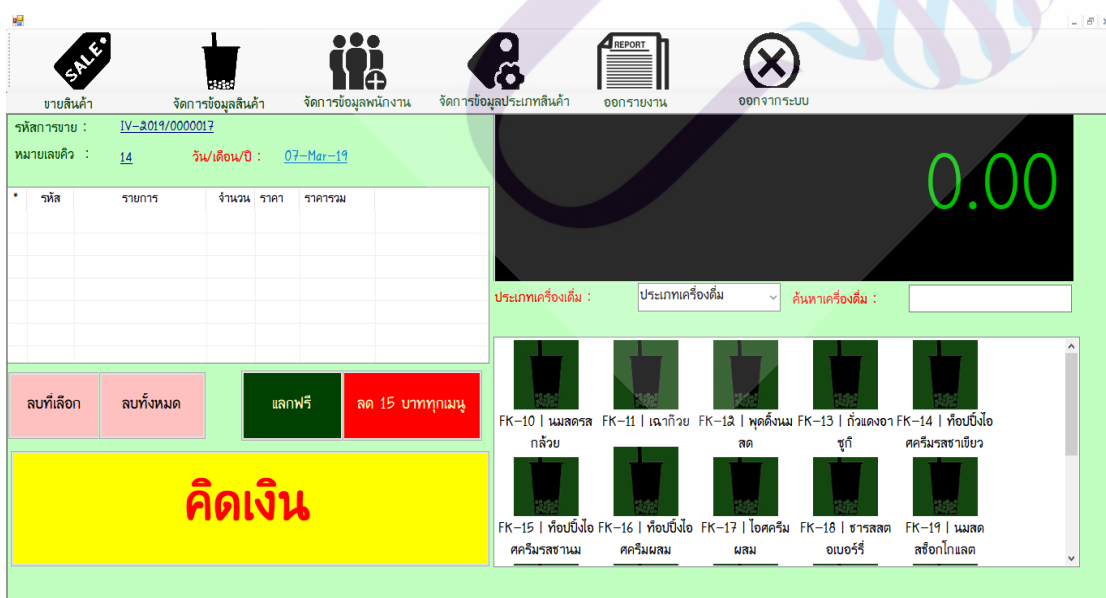 SALE
REPORT
ขายสินค้า
จัดการข้อมูลสินค้า
จัดการข้อมูลพนักงาน
จัดการข้อมูลประเภทสินค้า
ออกรายงาน
ออกจากระบบ
รหัสการขาย :
IV-2019/0000017
หมายเลขคิว :
14
วัน/เดือน/ปี :
07-Mar-19
0.00
* รหัส รายการ จำนวน ราคา ราคารวม
ประเภทเครื่องดื่ม :
ประเภทเครื่องดื่ม
ค้นหาเครื่องดื่ม :
ลบที่เลือก
ลบทั้งหมด
แลกฟรี
ลด 15 บาททุกเมนู
คิดเงิน
FK-10 | นมสดรส
กล้วย
FK-11 | เฉาก๊วย
FK-12 | พุดดิ้งนม
สด
FK-13 | ถั่วแดงอา
ซูกิ
FK-14 | ท็อปปิ้งไอ
ศครีมรสชาเขียว
FK-15 | ท็อปปิ้งไอ
ศครีมรสชานม
FK-16 | ท็อปปิ้งไอ
ศครีมผสม
FK-17 | ไอศครีม
ผสม
FK-18 | ชารสสต
อเบอร์รี่
FK-19 | นมสด
สช็อกโกแลต